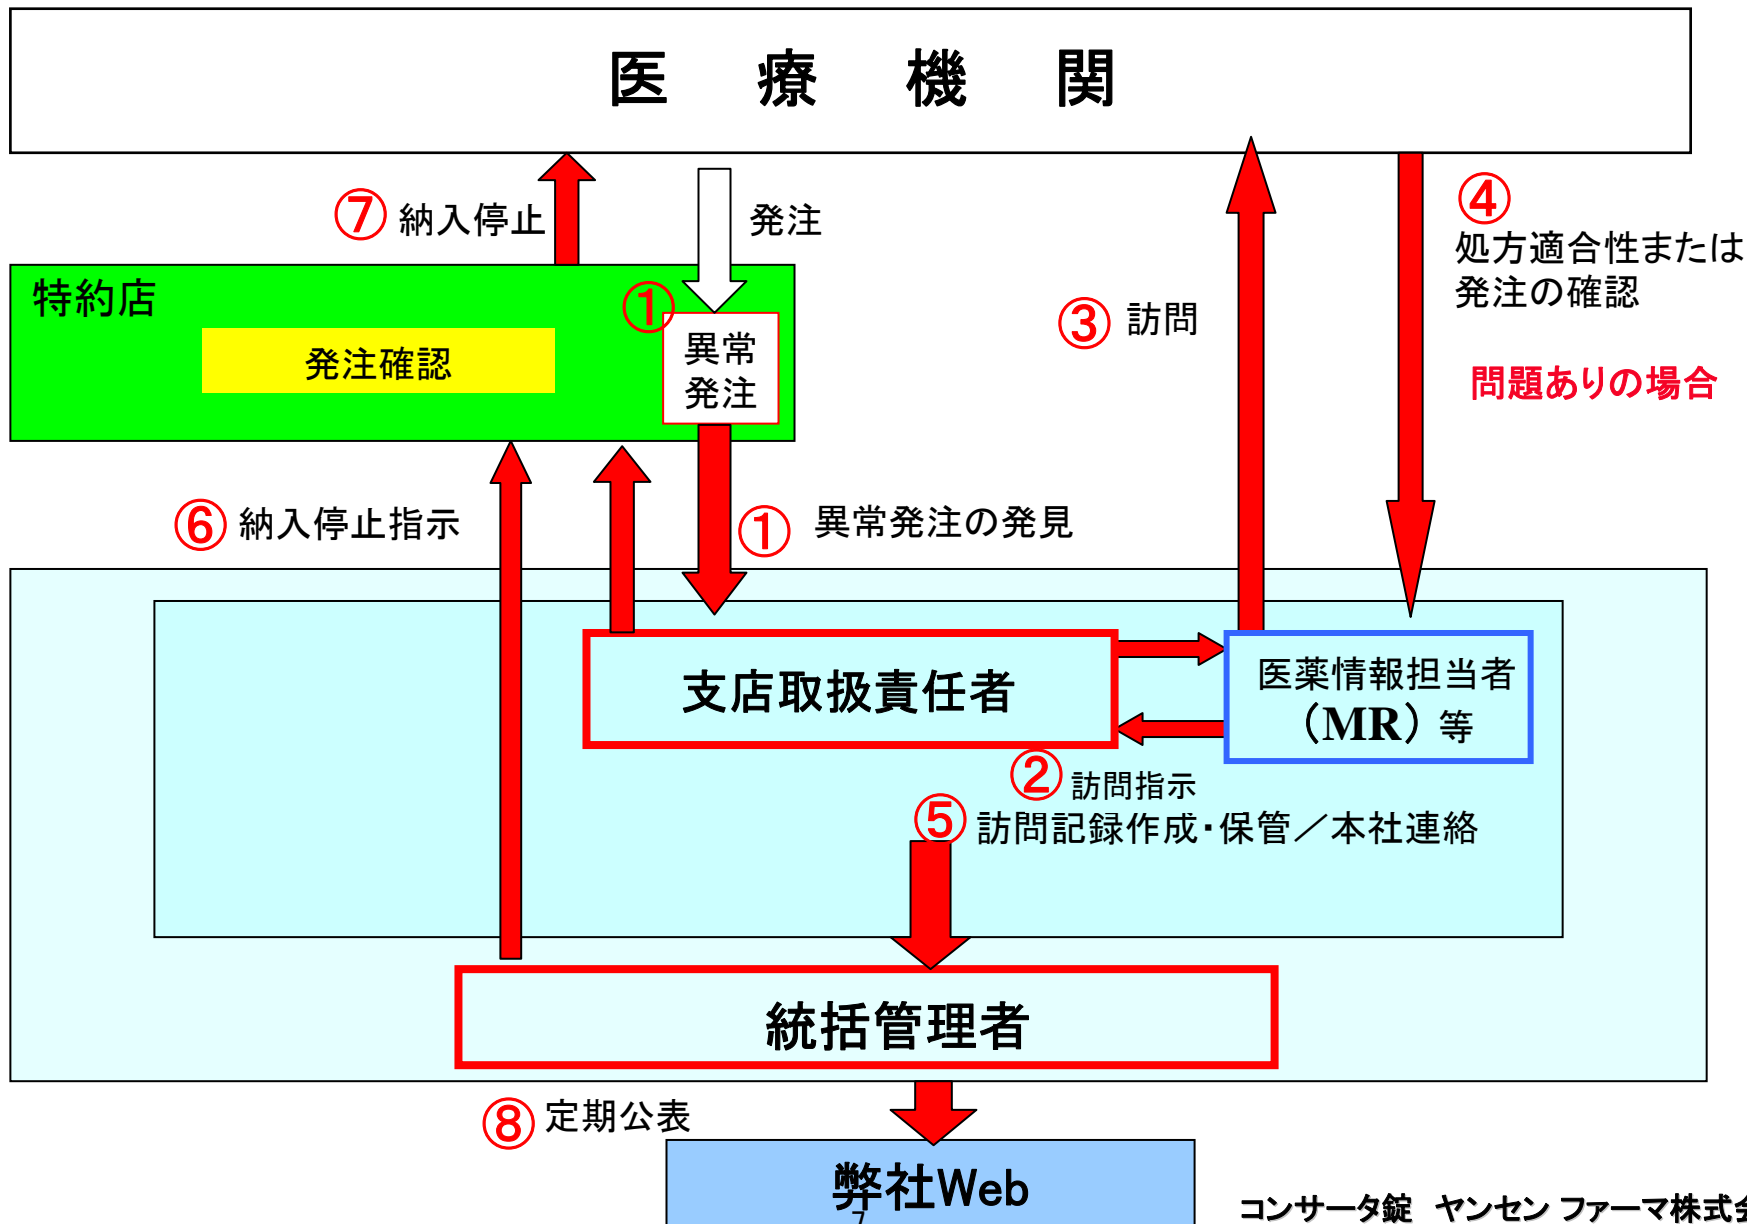 医療機関
⑦ 納入停止
発注
④
処方適合性または
発注の確認
特約店
①
③ 訪問
発注確認
異常
発注
問題ありの場合
⑥ 納入停止指示
① 異常発注の発見
支店取扱責任者
医薬情報担当者
(MR) 等
② 訪問指示
⑤ 訪問記録作成・保管／本社連絡
統括管理者
⑧ 定期公表
弊社Web
7
コンサータ錠 ヤンセン ファーマ株式会